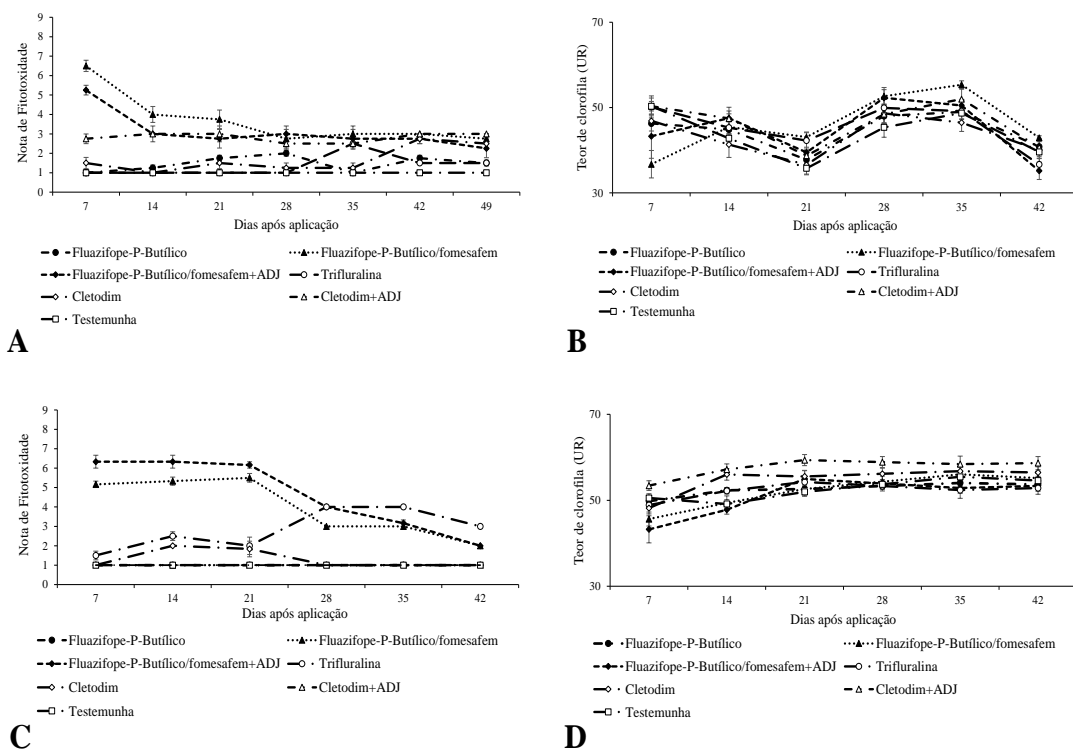 9
8
7
6
5
4
3
2
1
0
Nota de Fitotoxidade
7 14 21 28 35 42 49
Dias após aplicação
Fluazifope-P-Butílico
Fluazifope-P-Butílico/fomesafem
Fluazifope-P-Butílico/fomesafem+ADJ
Trifluralina
Cletodim
Cletodim+ADJ
Testemunha
A
70
50
30
Teor de clorofila (UR)
7 14 21 28 35 42
Dias após aplicação
Fluazifope-P-Butílico
Fluazifope-P-Butílico/fomesafem
Fluazifope-P-Butílico/fomesafem+ADJ
Trifluralina
Cletodim
Cletodim+ADJ
Testemunha
B
9
8
7
6
5
4
3
2
1
0
Nota de Fitotoxidade
7 14 21 28 35 42
Dias após aplicação
Fluazifope-P-Butílico
Fluazifope-P-Butílico/fomesafem
Fluazifope-P-Butílico/fomesafem+ADJ
Trifluralina
Cletodim
Cletodim+ADJ
Testemunha
C
70
50
30
Teor de clorofila (UR)
7 14 21 28 35 42
Dias após aplicação
Fluazifope-P-Butílico
Fluazifope-P-Butílico/fomesafem
Fluazifope-P-Butílico/fomesafem+ADJ
Trifluralina
Cletodim
Cletodim+ADJ
Testemunha
D